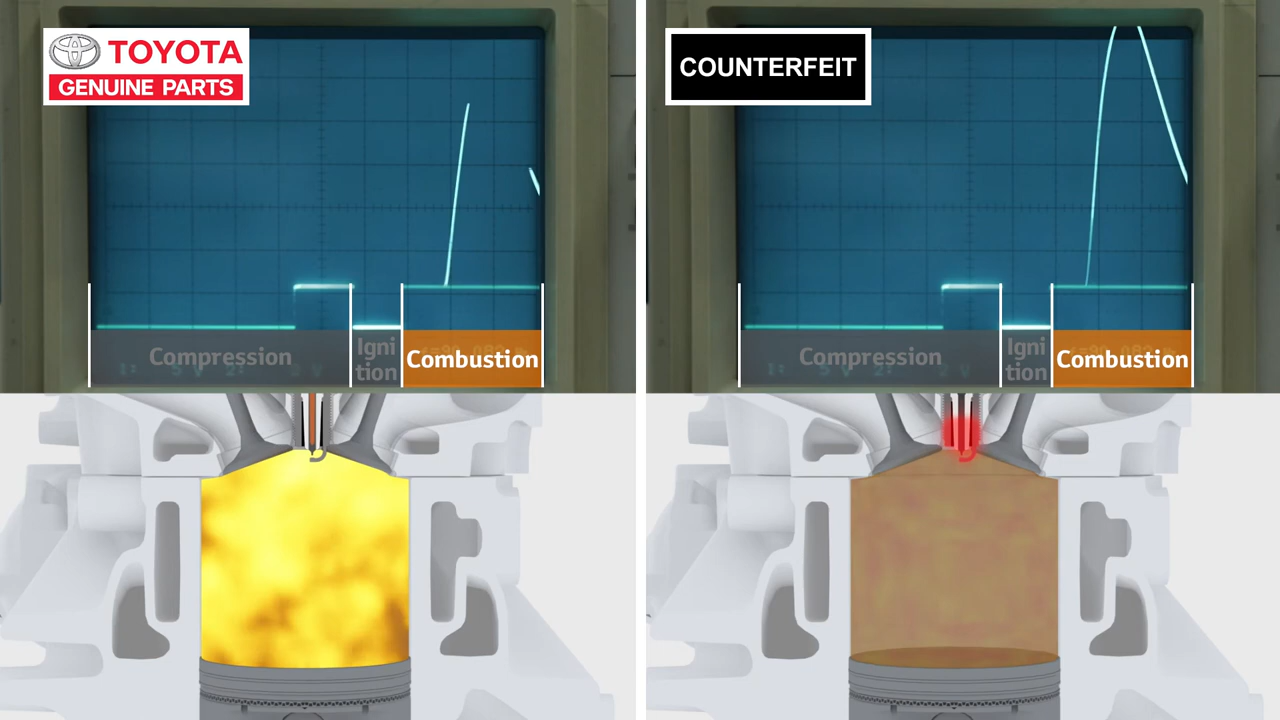 TOYOTA
GENUINE PARTS
COUNTERFEIT
Compression
Igni
tion
Combustion
Compression
Igni
tion
Combustion